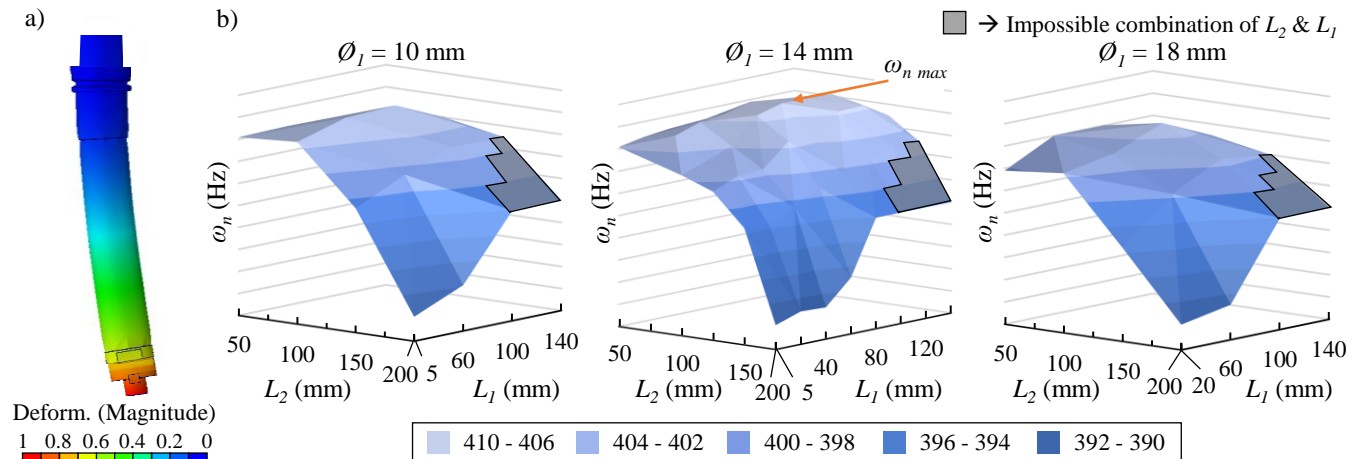 a)
b)
→ Impossible combination of L₂ & L₁
Ø₁ = 10 mm
Ø₁ = 14 mm
Ø₁ = 18 mm
ωₙ ₘₐₓ
ωₙ (Hz)
ωₙ (Hz)
ωₙ (Hz)
50
100
150
200
5
60
100
140
L₂ (mm)
L₁ (mm)
50
100
150
200
5
40
80
120
L₂ (mm)
L₁ (mm)
50
100
150
200
20
60
100
140
L₂ (mm)
L₁ (mm)
Deform. (Magnitude)
1 0.8 0.6 0.4 0.2 0
410 - 406 404 - 402 400 - 398 396 - 394 392 - 390